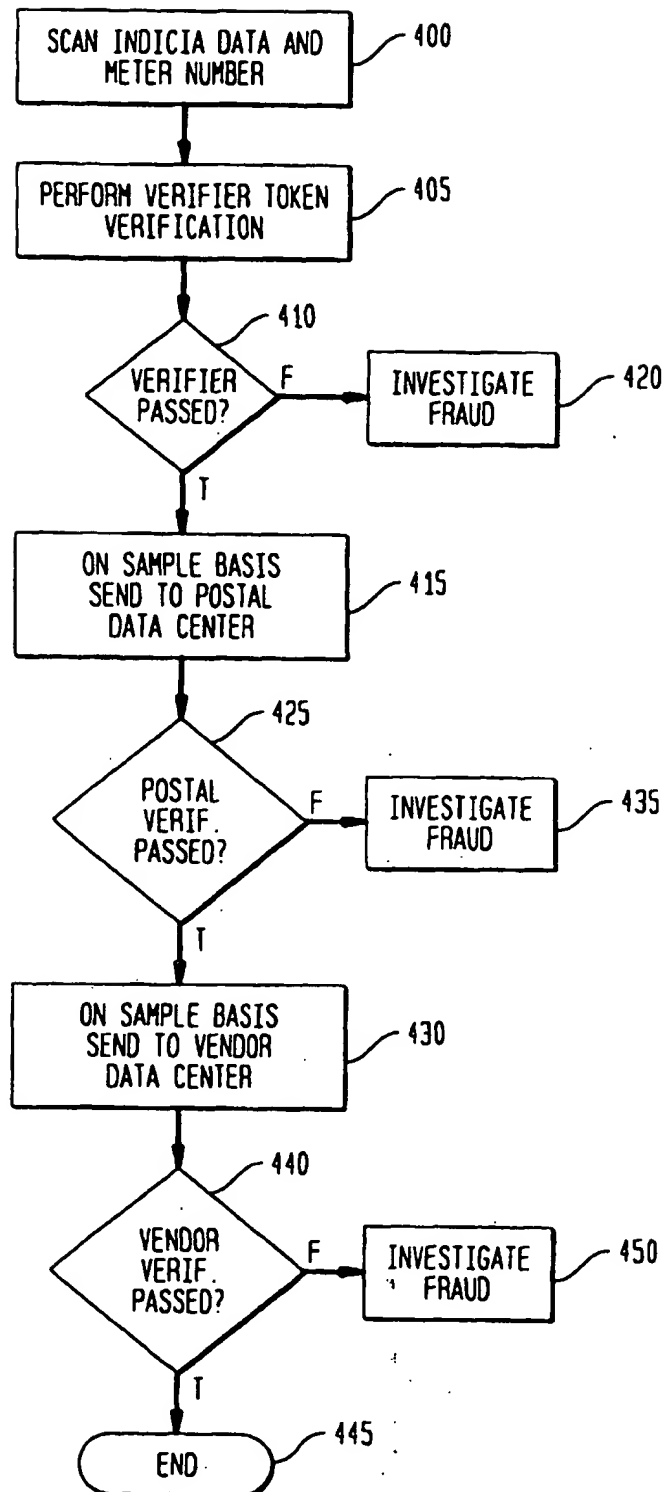 SCAN INDICIA DATA AND
METER NUMBER
400
PERFORM VERIFIER TOKEN
VERIFICATION
405
410
VERIFIER
PASSED?
F
INVESTIGATE
FRAUD
420
T
ON SAMPLE BASIS
SEND TO POSTAL
DATA CENTER
415
425
POSTAL
VERIF.
PASSED?
F
INVESTIGATE
FRAUD
435
T
ON SAMPLE BASIS
SEND TO VENDOR
DATA CENTER
430
440
VENDOR
VERIF.
PASSED?
F
INVESTIGATE
FRAUD
450
T
END
445